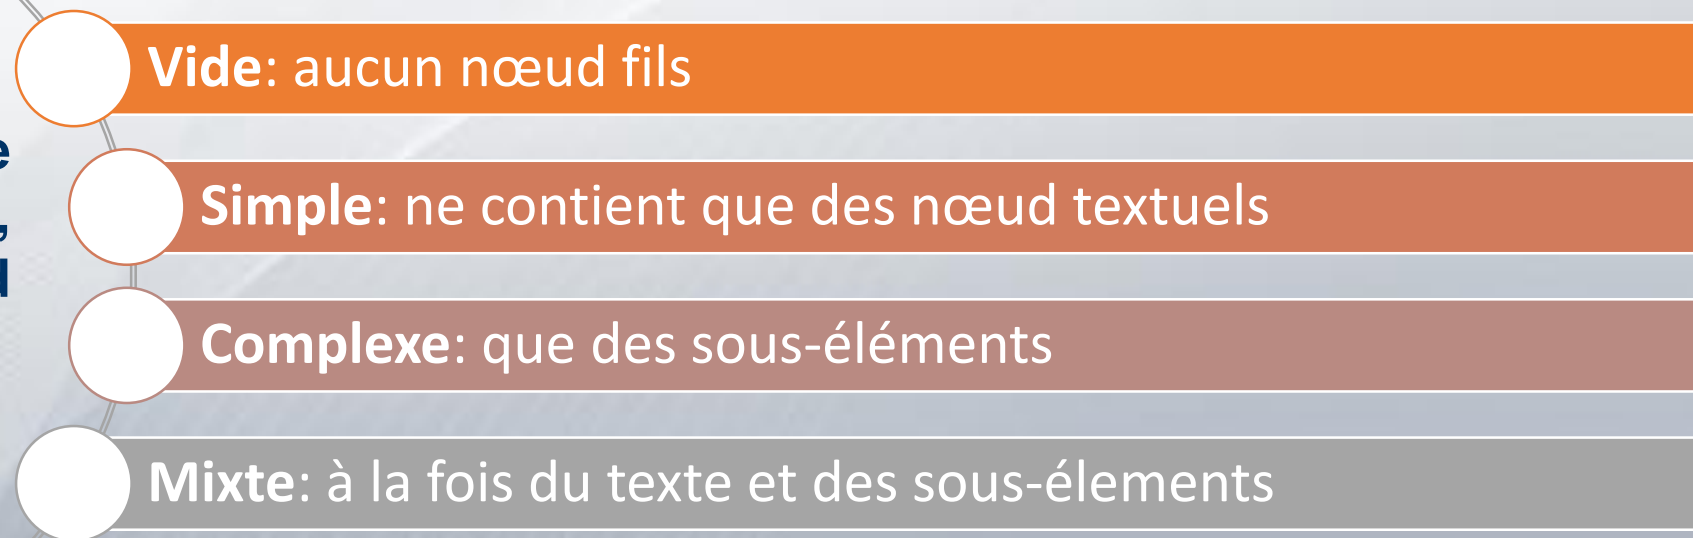 Vide: aucun nœud fils
Simple: ne contient que des nœud textuels
Complexe: que des sous-éléments
Mixte: à la fois du texte et des sous-élements